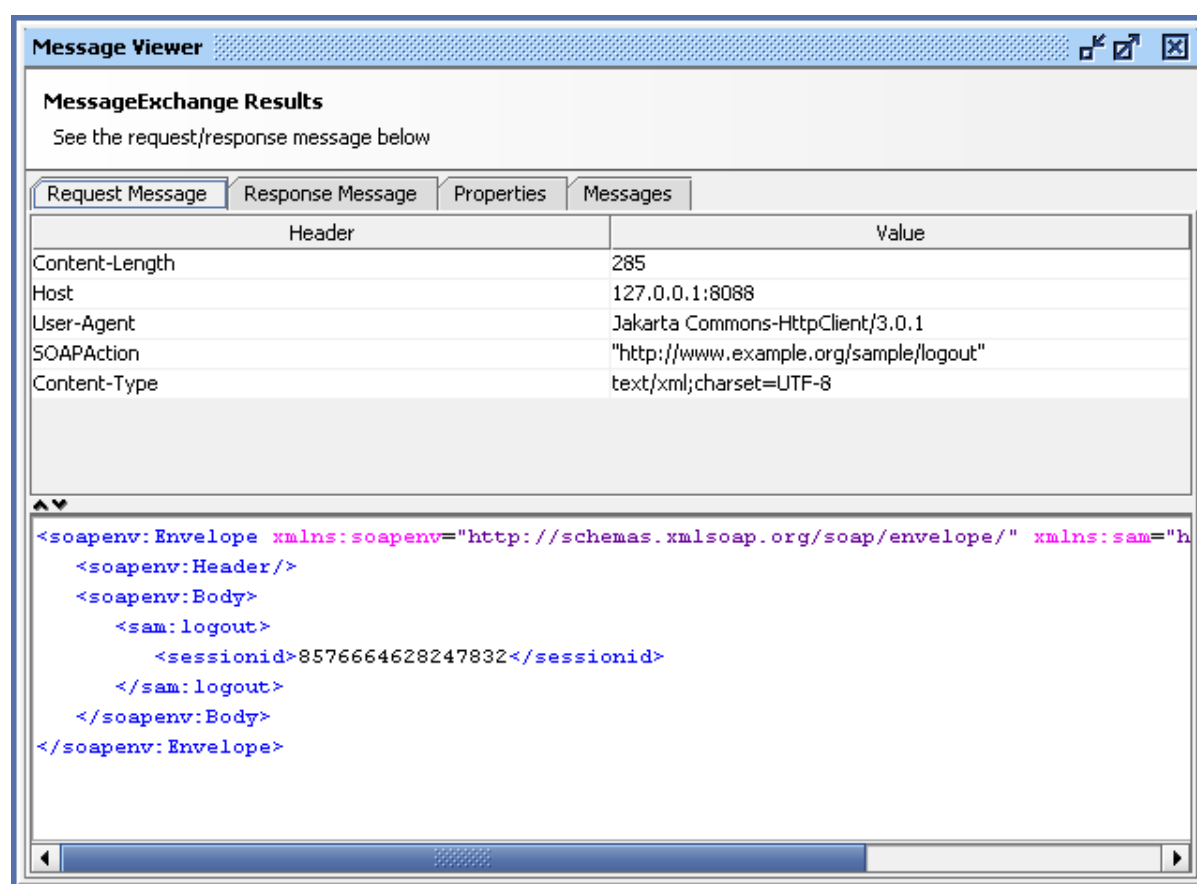 Message Viewer
MessageExchange Results
See the request/response message below
Request Message Response Message Properties Messages
Header Value
Content-Length 285
Host 127.0.0.1:8088
User-Agent Jakarta Commons-HttpClient/3.0.1
SOAPAction "http://www.example.org/sample/logout"
Content-Type text/xml;charset=UTF-8
<soapenv:Envelope xmlns:soapenv="http://schemas.xmlsoap.org/soap/envelope/" xmlns:sam="h
<soapenv:Header/>
<soapenv:Body>
<sam:logout>
<sessionid>8576664628247832</sessionid>
</sam:logout>
</soapenv:Body>
</soapenv:Envelope>